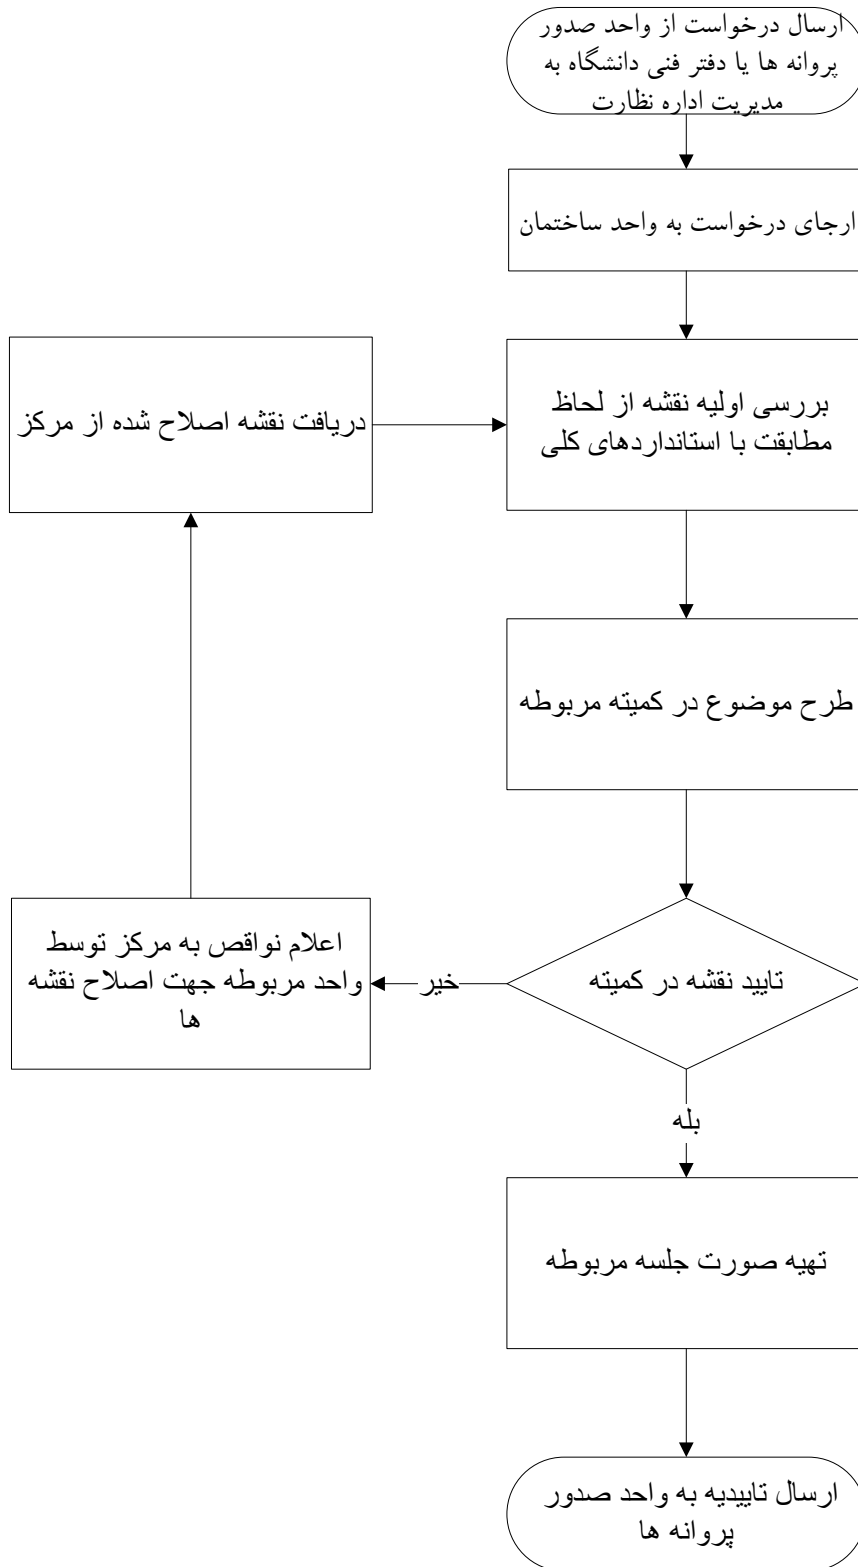 ارسال درخواست از واحد صدور
پروانه ها یا دفتر فنی دانشگاه به
مدیریت اداره نظارت
ارجای درخواست به واحد ساختمان
بررسی اولیه نقشه از لحاظ
مطابقت با استانداردهای کلی
دریافت نقشه اصلاح شده از مرکز
طرح موضوع در کمیته مربوطه
تایید نقشه در کمیته
خیر
اعلام نواقص به مرکز توسط
واحد مربوطه جهت اصلاح نقشه
ها
بله
تهیه صورت جلسه مربوطه
ارسال تاییدیه به واحد صدور
پروانه ها